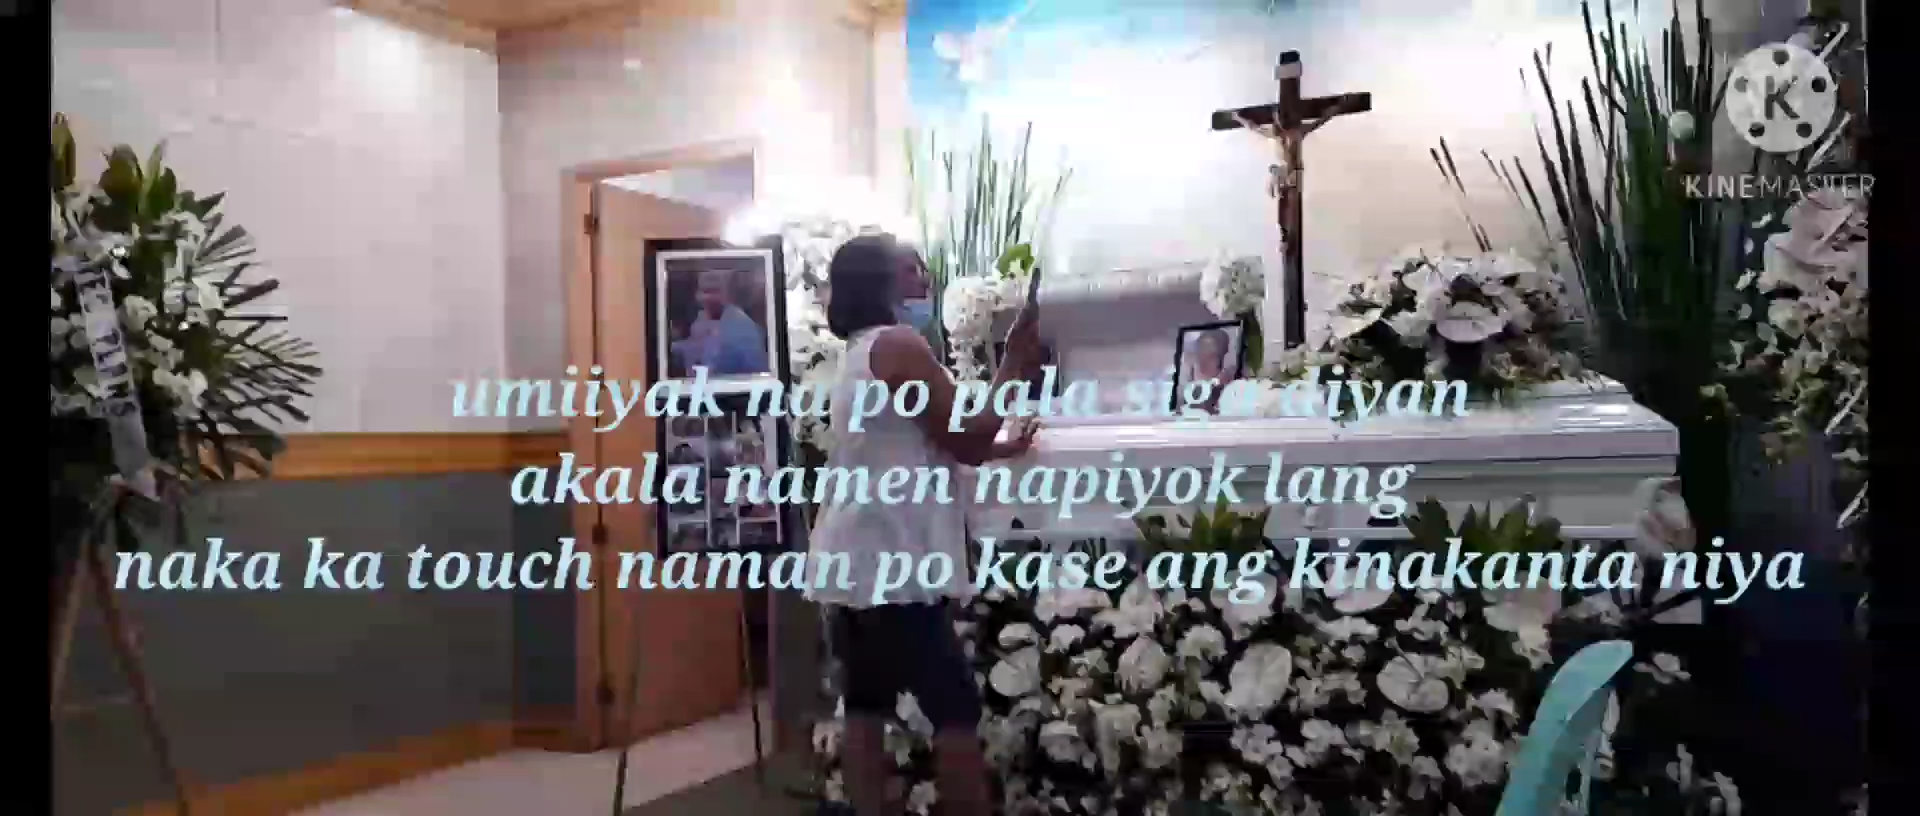 KINEMASTER
umiiyak na po pala siga diyan
akala namen napiyok lang
naka ka touch naman po kase ang kinakanta niya